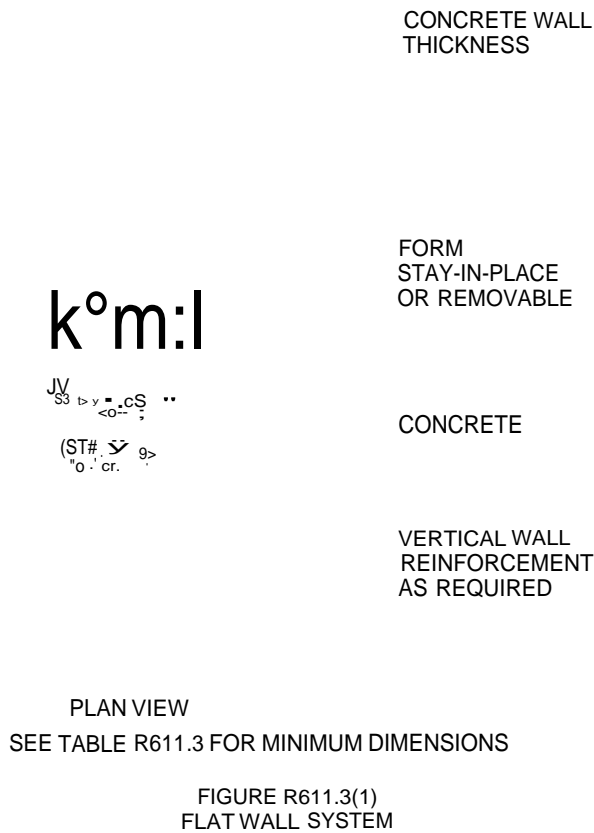 CONCRETE WALL
THICKNESS
FORM
STAY-IN-PLACE
OR REMOVABLE
k°m:l
CONCRETE
VERTICAL WALL
REINFORCEMENT
AS REQUIRED
PLAN VIEW
SEE TABLE R611.3 FOR MINIMUM DIMENSIONS
FIGURE R611.3(1)
FLAT WALL SYSTEM